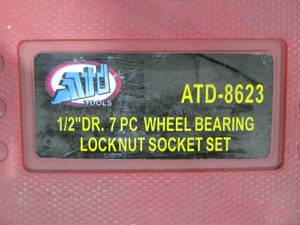 Atd
TOOLS
ATD-8623
1/2"DR. 7 PC WHEEL BEARING
LOCKNUT SOCKET SET